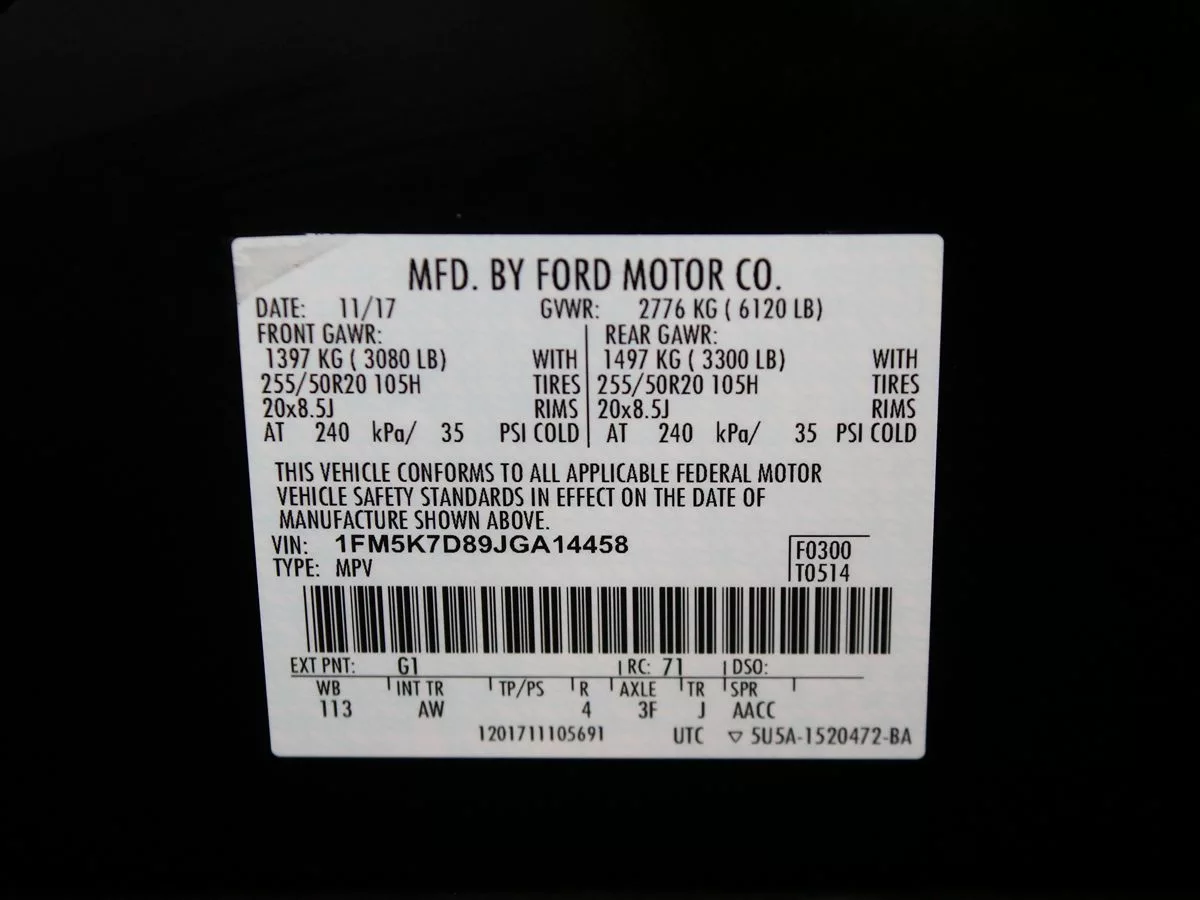 MFD. BY FORD MOTOR CO.
DATE: 11/17 GVWR: 2776 KG ( 6120 LB)
FRONT GAWR: REAR GAWR:
1397 KG ( 3080 LB) WITH 1497 KG ( 3300 LB) WITH
255/50R20 105H TIRES 255/50R20 105H TIRES
20x8.5J RIMS 20x8.5J RIMS
AT 240 kPa/ 35 PSI COLD AT 240 kPa/ 35 PSI COLD
THIS VEHICLE CONFORMS TO ALL APPLICABLE FEDERAL MOTOR
VEHICLE SAFETY STANDARDS IN EFFECT ON THE DATE OF
MANUFACTURE SHOWN ABOVE.
VIN: 1FM5K7D89JGA14458 F0300
TYPE: MPV T0514
EXT PNT: G1 RC: 71 DSO:
WB INT TR TP/PS R AXLE TR SPR
113 AW 4 3F J AACC
1201711105691 UTC ▽ 5U5A-1520472-BA